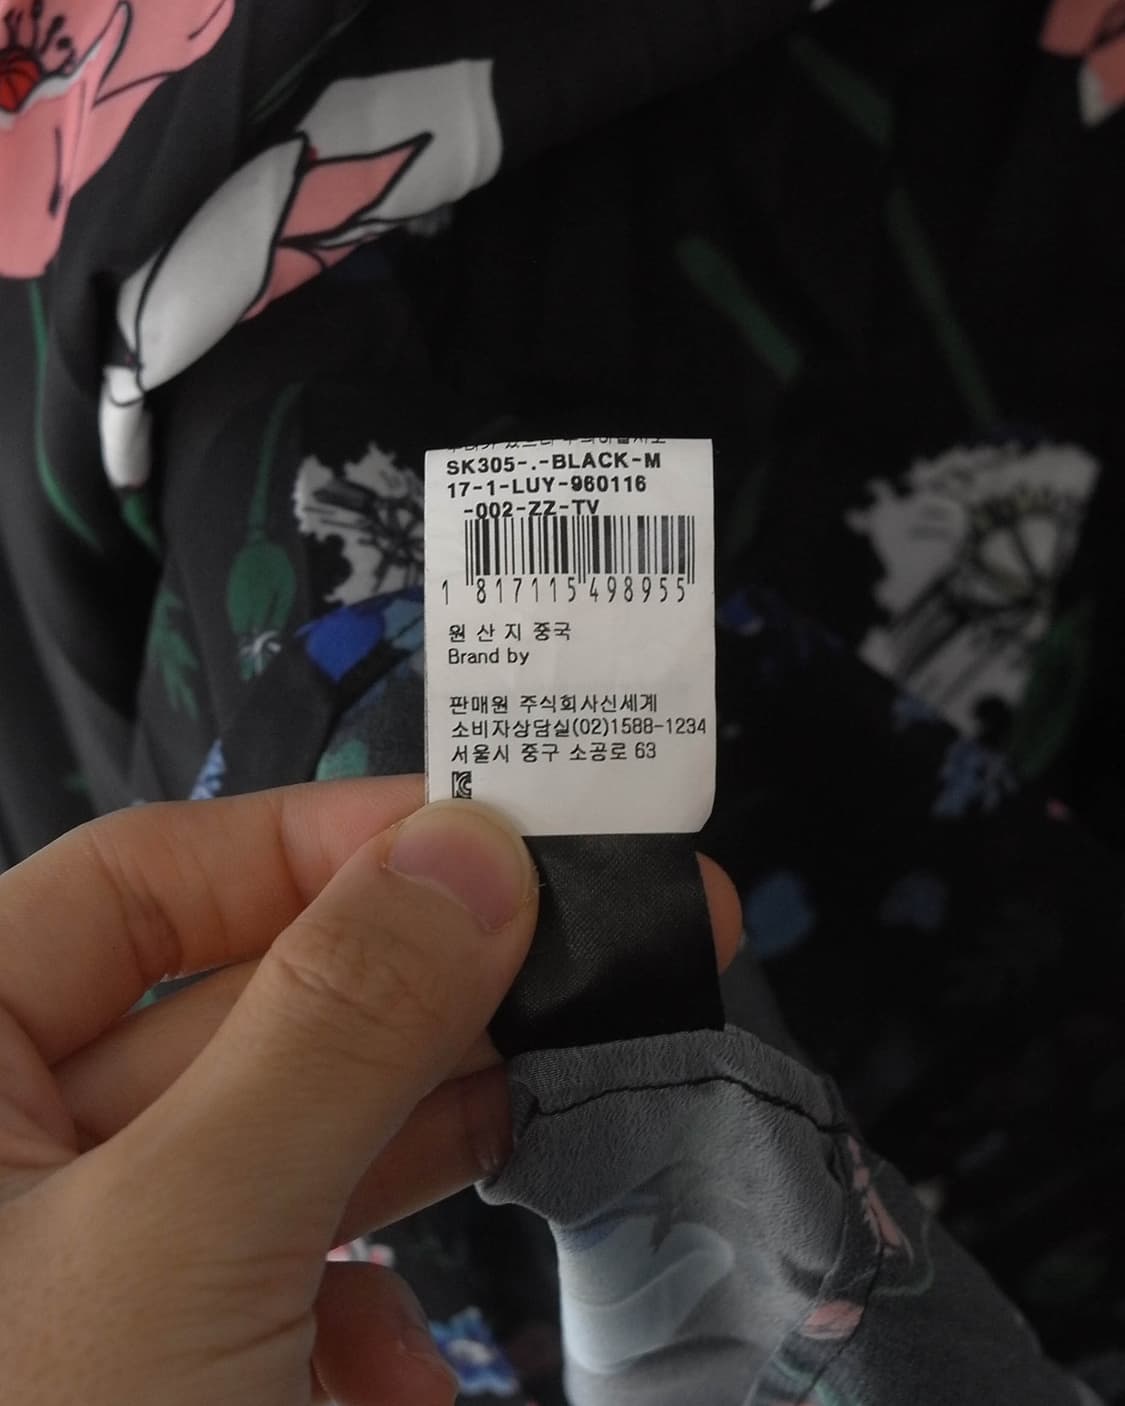 SK305-.-BLACK-M
17-1-LUY-960116
-002-ZZ-TV
1 817115 498955
원 산 지 중국
Brand by
판매원 주식회사신세계
소비자상담실(02)1588-1234
서울시 중구 소공로 63